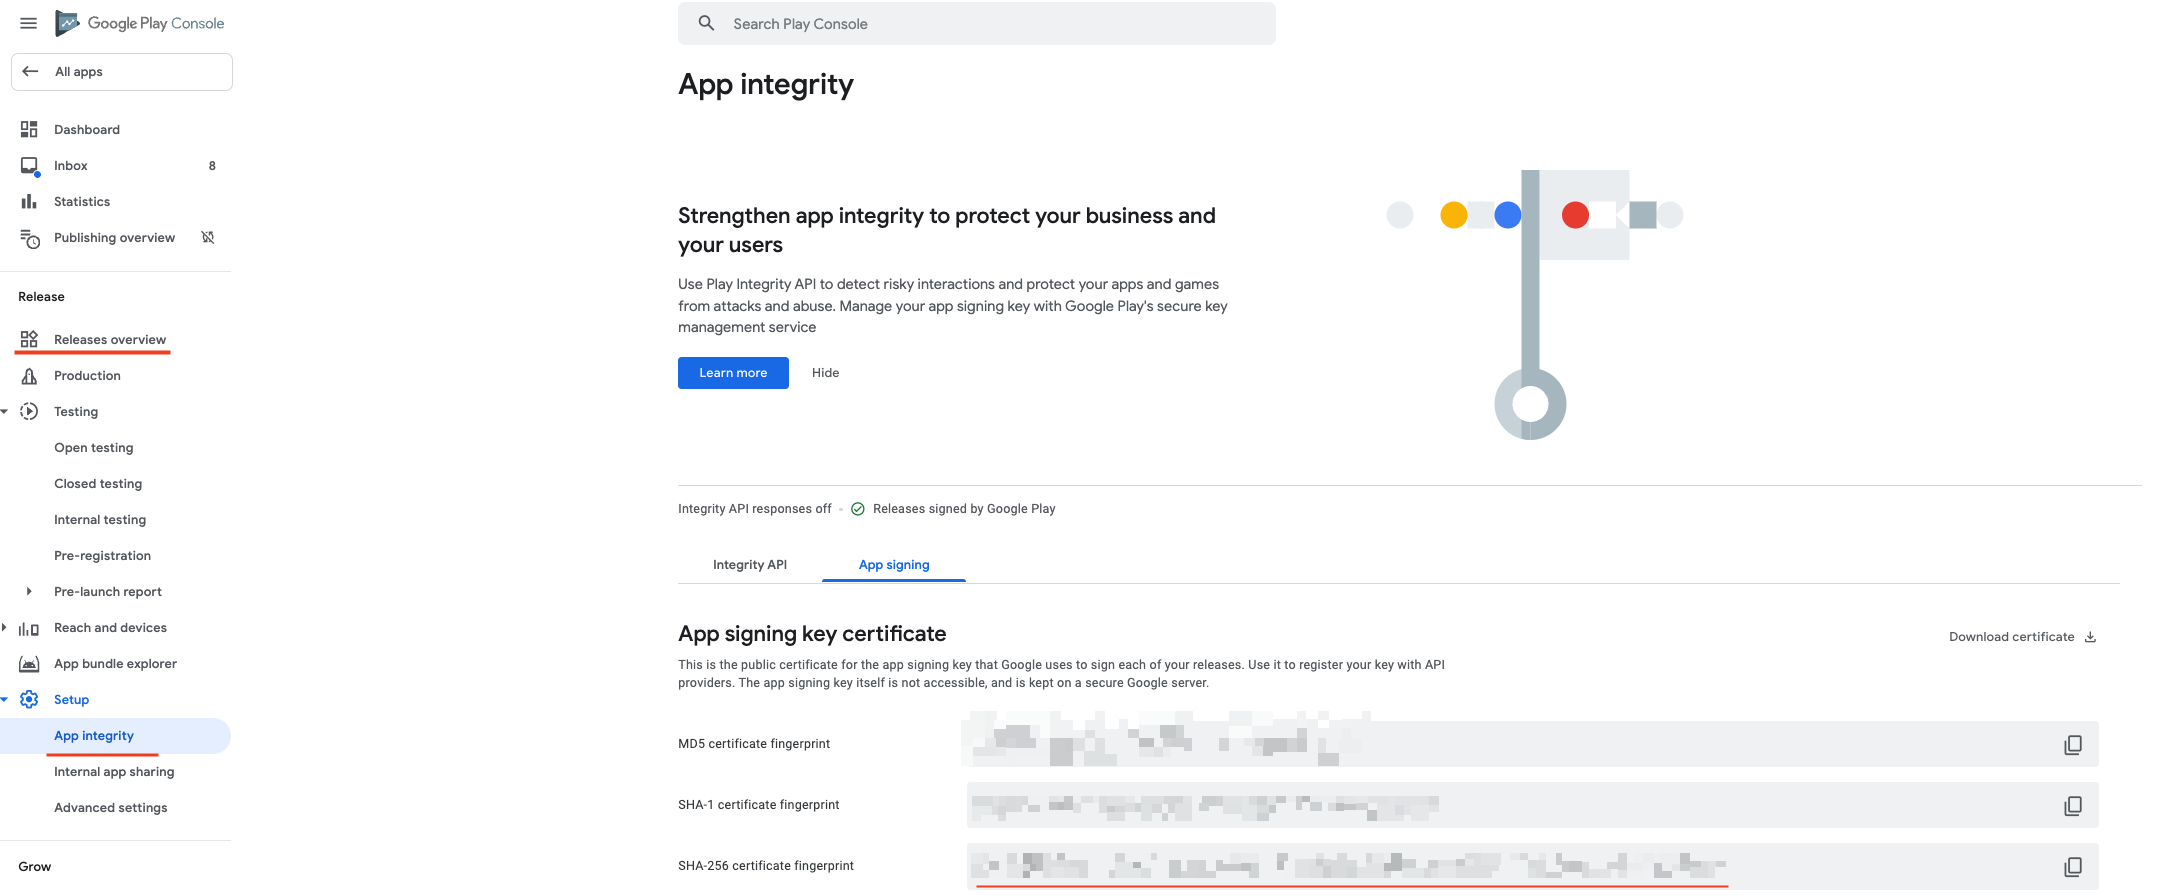 Google Play Console
Search Play Console
All apps
Dashboard
Inbox 8
Statistics
Publishing overview
Release
Releases overview
Production
Testing
Open testing
Closed testing
Internal testing
Pre-registration
Pre-launch report
Reach and devices
App bundle explorer
Setup
App integrity
Internal app sharing
Advanced settings
Grow
App integrity
Strengthen app integrity to protect your business and
your users
Use Play Integrity API to detect risky interactions and protect your apps and games
from attacks and abuse. Manage your app signing key with Google Play's secure key
management service
Learn more Hide
Integrity API responses off Releases signed by Google Play
Integrity API App signing
App signing key certificate
Download certificate
This is the public certificate for the app signing key that Google uses to sign each of your releases. Use it to register your key with API
providers. The app signing key itself is not accessible, and is kept on a secure Google server.
MD5 certificate fingerprint
SHA-1 certificate fingerprint
SHA-256 certificate fingerprint